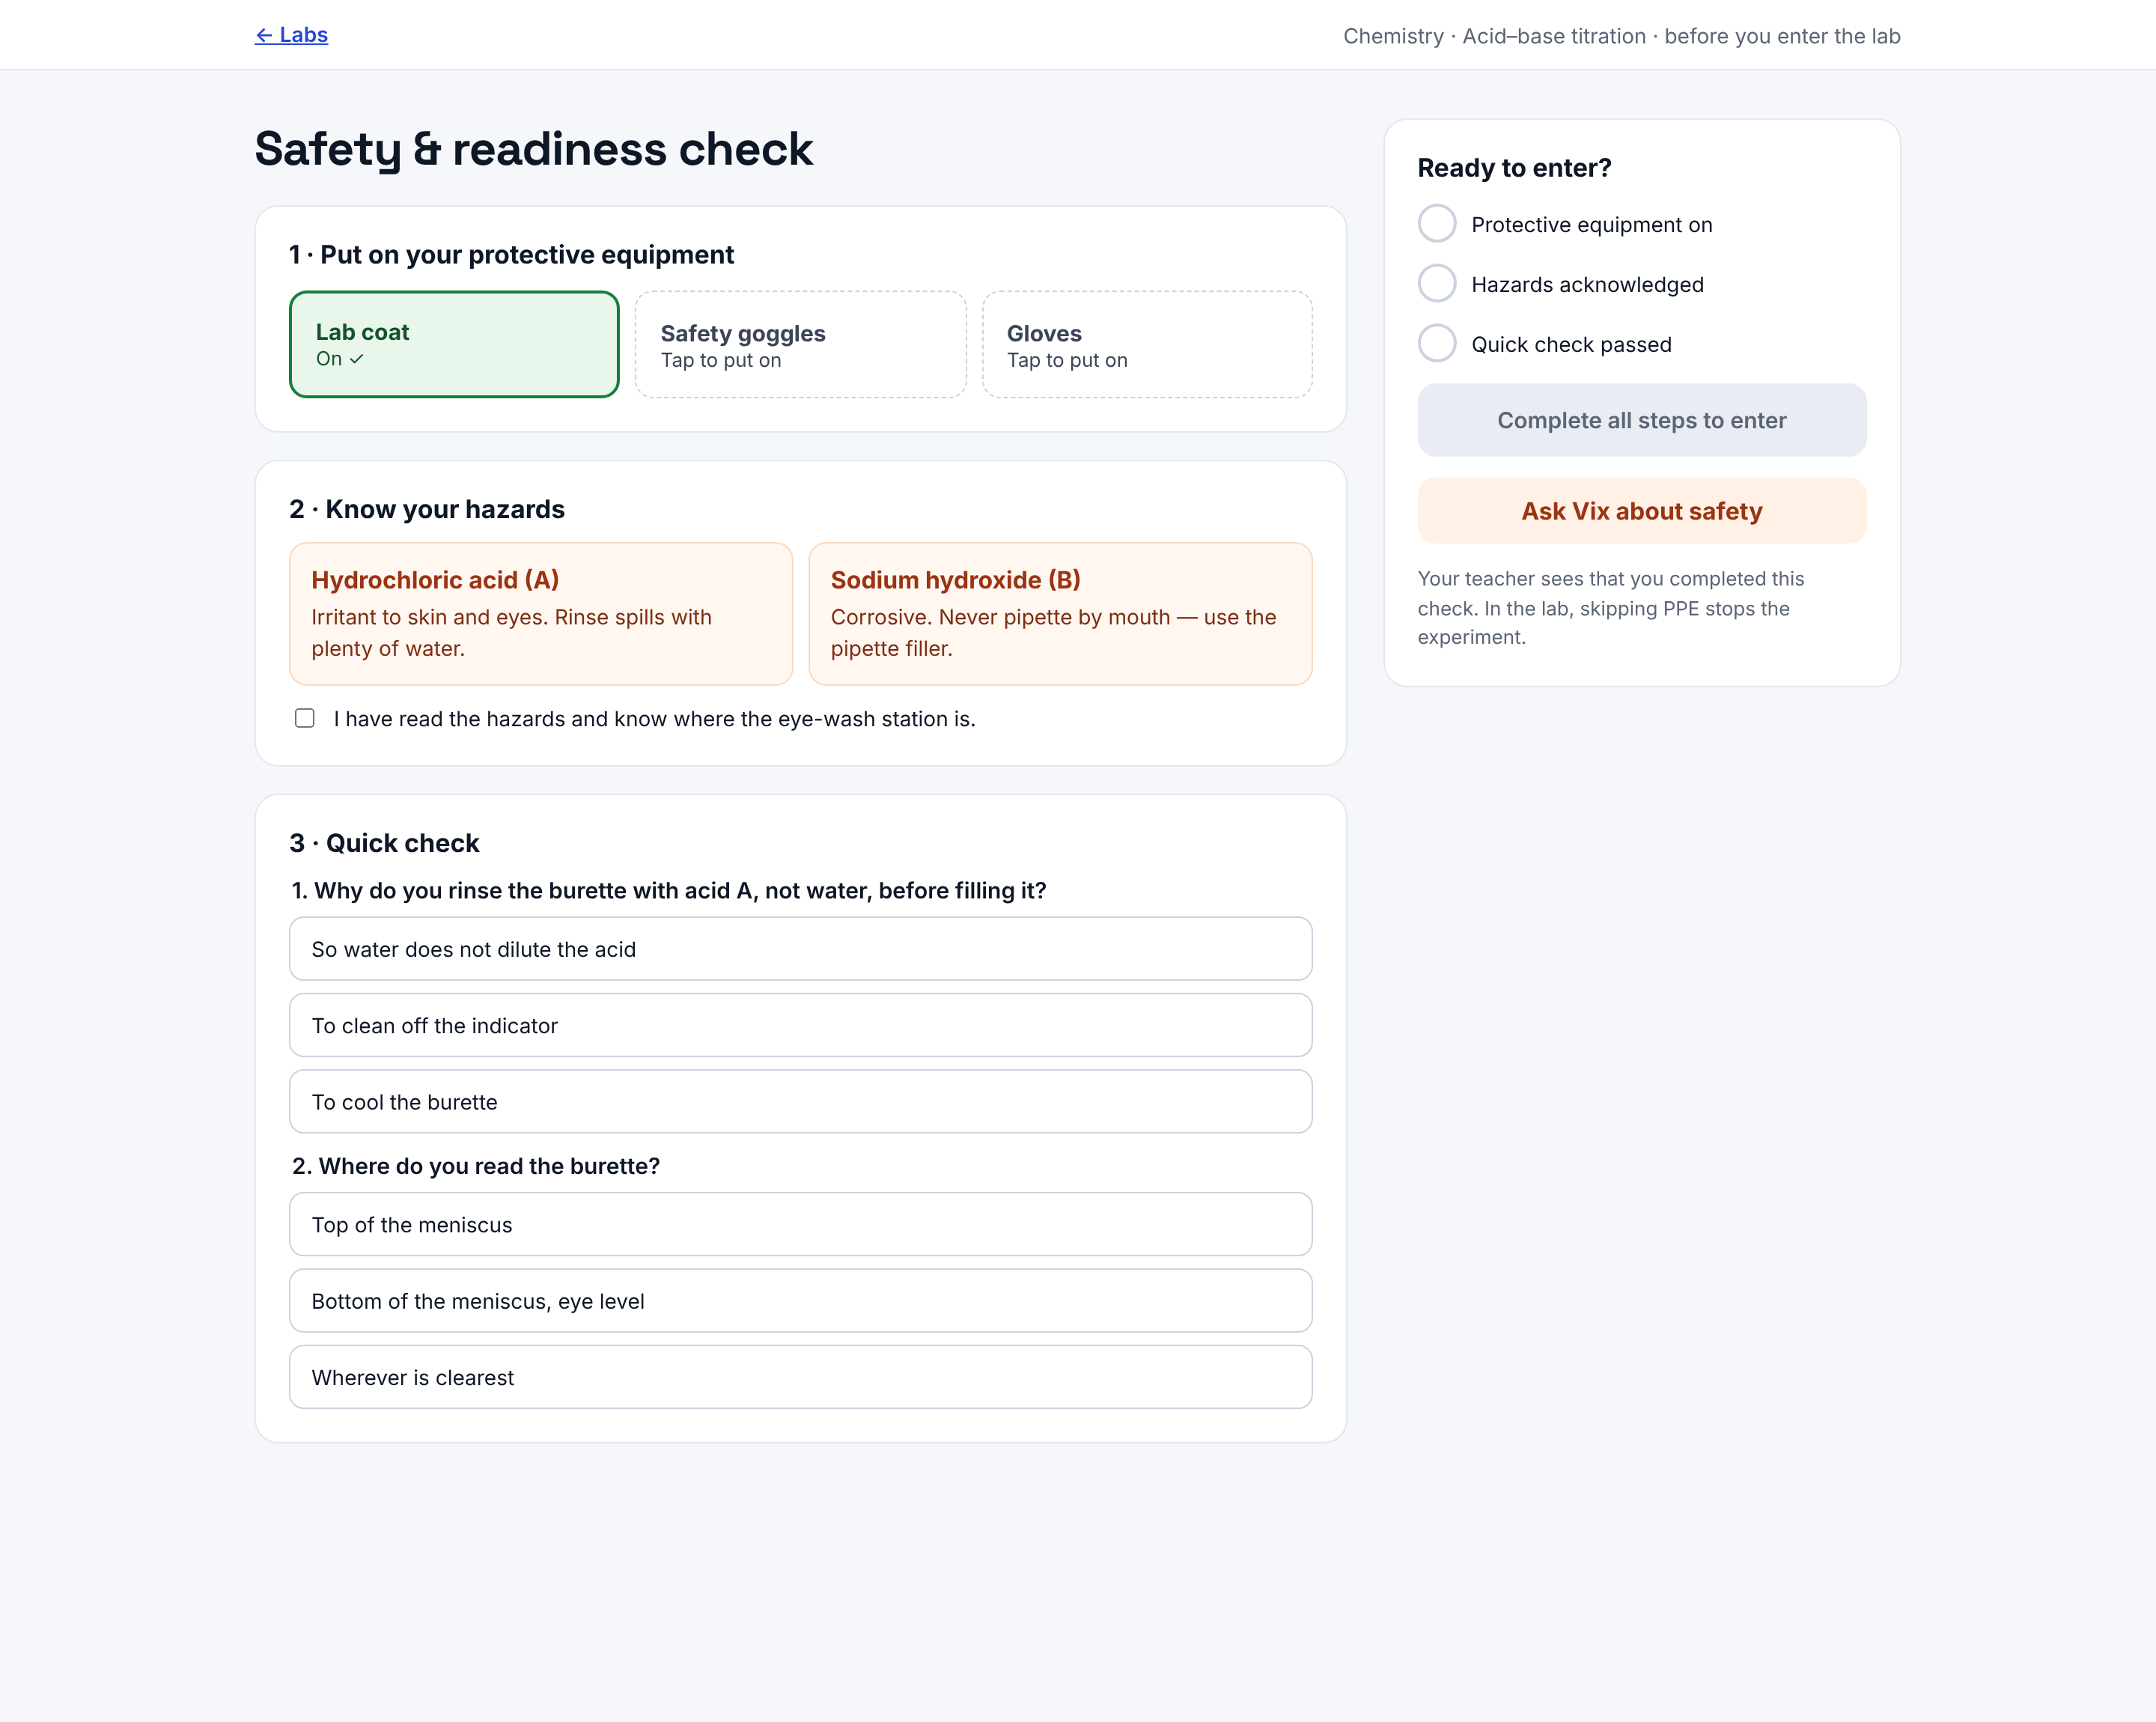 ← Labs
Chemistry · Acid–base titration · before you enter the lab
Safety & readiness check
1 · Put on your protective equipment
Lab coat
On ✓
Safety goggles
Tap to put on
Gloves
Tap to put on
2 · Know your hazards
Hydrochloric acid (A)
Irritant to skin and eyes. Rinse spills with
plenty of water.
Sodium hydroxide (B)
Corrosive. Never pipette by mouth — use the
pipette filler.
I have read the hazards and know where the eye-wash station is.
3 · Quick check
1. Why do you rinse the burette with acid A, not water, before filling it?
So water does not dilute the acid
To clean off the indicator
To cool the burette
2. Where do you read the burette?
Top of the meniscus
Bottom of the meniscus, eye level
Wherever is clearest
Ready to enter?
Protective equipment on
Hazards acknowledged
Quick check passed
Complete all steps to enter
Ask Vix about safety
Your teacher sees that you completed this
check. In the lab, skipping PPE stops the
experiment.